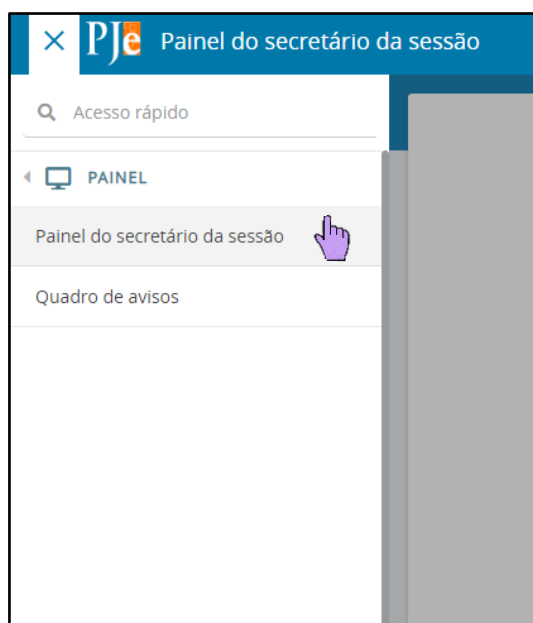 PJe Painel do secretário da sessão
Acesso rápido
PAINEL
Painel do secretário da sessão
Quadro de avisos